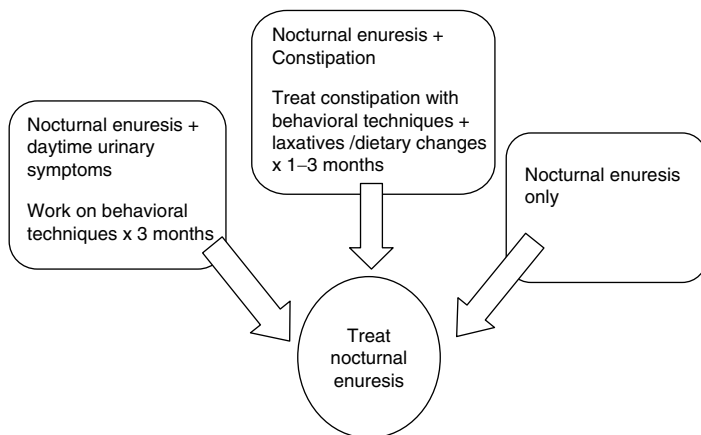 Nocturnal enuresis +
daytime urinary
symptoms
Work on behavioral
techniques x 3 months
Nocturnal enuresis +
Constipation
Treat constipation with
behavioral techniques +
laxatives /dietary changes
x 1–3 months
Nocturnal enuresis
only
Treat
nocturnal
enuresis